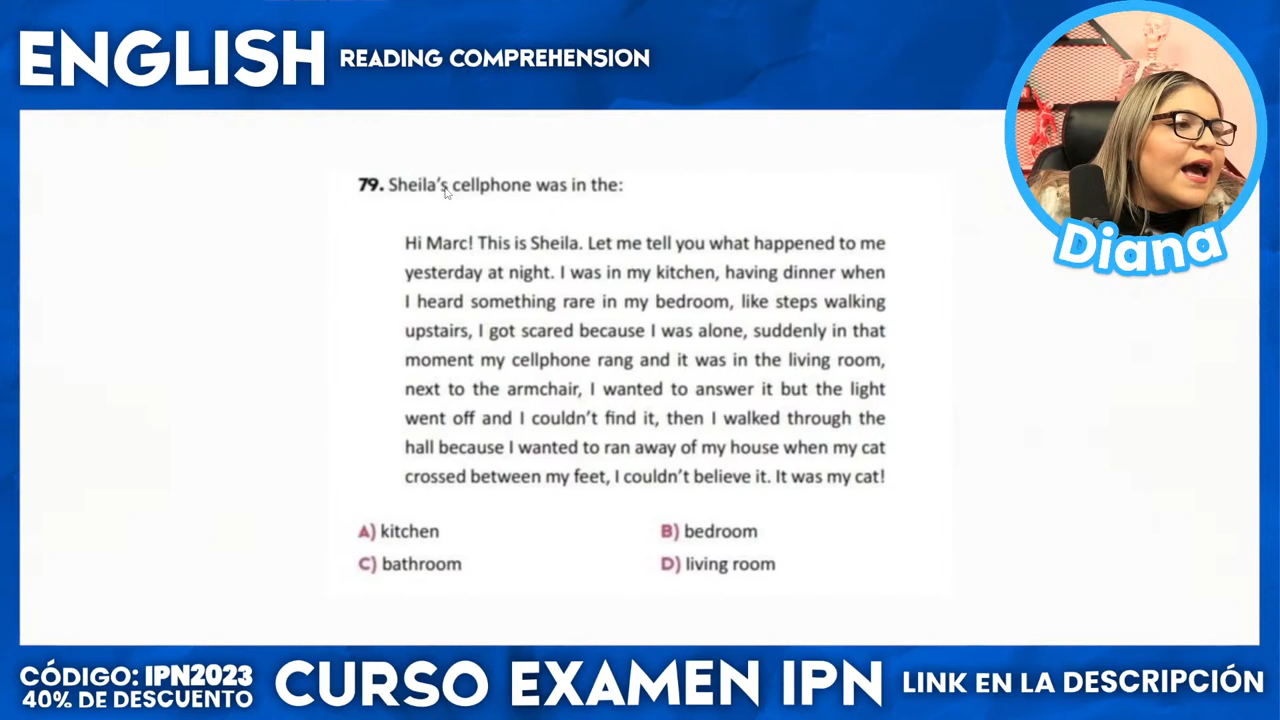 ENGLISH READING COMPREHENSION
Diana
79. Sheila's cellphone was in the:
Hi Marc! This is Sheila. Let me tell you what happened to me
yesterday at night. I was in my kitchen, having dinner when
I heard something rare in my bedroom, like steps walking
upstairs, I got scared because I was alone, suddenly in that
moment my cellphone rang and it was in the living room,
next to the armchair, I wanted to answer it but the light
went off and I couldn't find it, then I walked through the
hall because I wanted to ran away of my house when my cat
crossed between my feet, I couldn't believe it. It was my cat!
A) kitchen
B) bedroom
C) bathroom
D) living room
CÓDIGO: IPN2023
40% DE DESCUENTO
CURSO EXAMEN IPN
LINK EN LA DESCRIPCIÓN